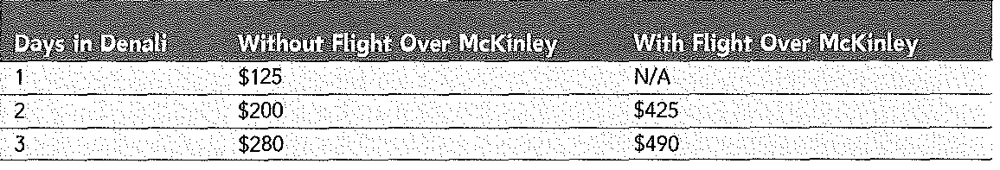 Days in Denali Without Flight Over McKinley With Flight Over McKinley
1 $125 N/A
2 $200 $425
3 $280 $490